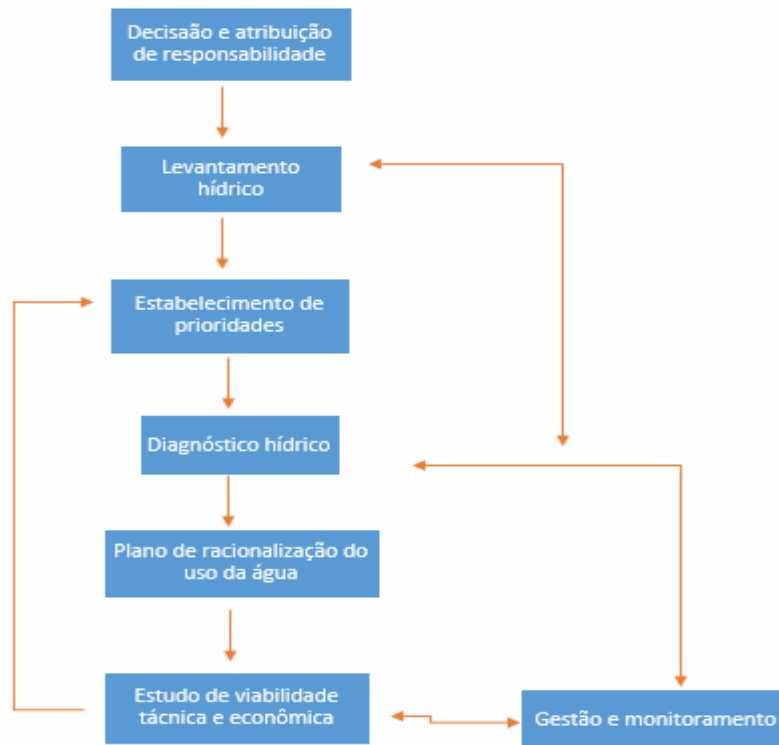 Decisaão e atribuição
de responsabilidade
Levantamento
hídrico
Estabelecimento de
prioridades
Diagnóstico hídrico
Plano de racionalização do
uso da água
Estudo de viabilidade
tácnica e econômica
Gestão e monitoramento